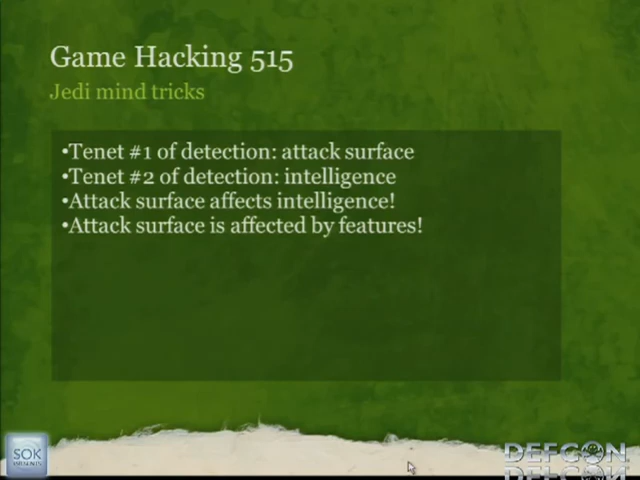 Game Hacking 515
Jedi mind tricks
•Tenet #1 of detection: attack surface
•Tenet #2 of detection: intelligence
•Attack surface affects intelligence!
•Attack surface is affected by features!
SOK
DEFCON